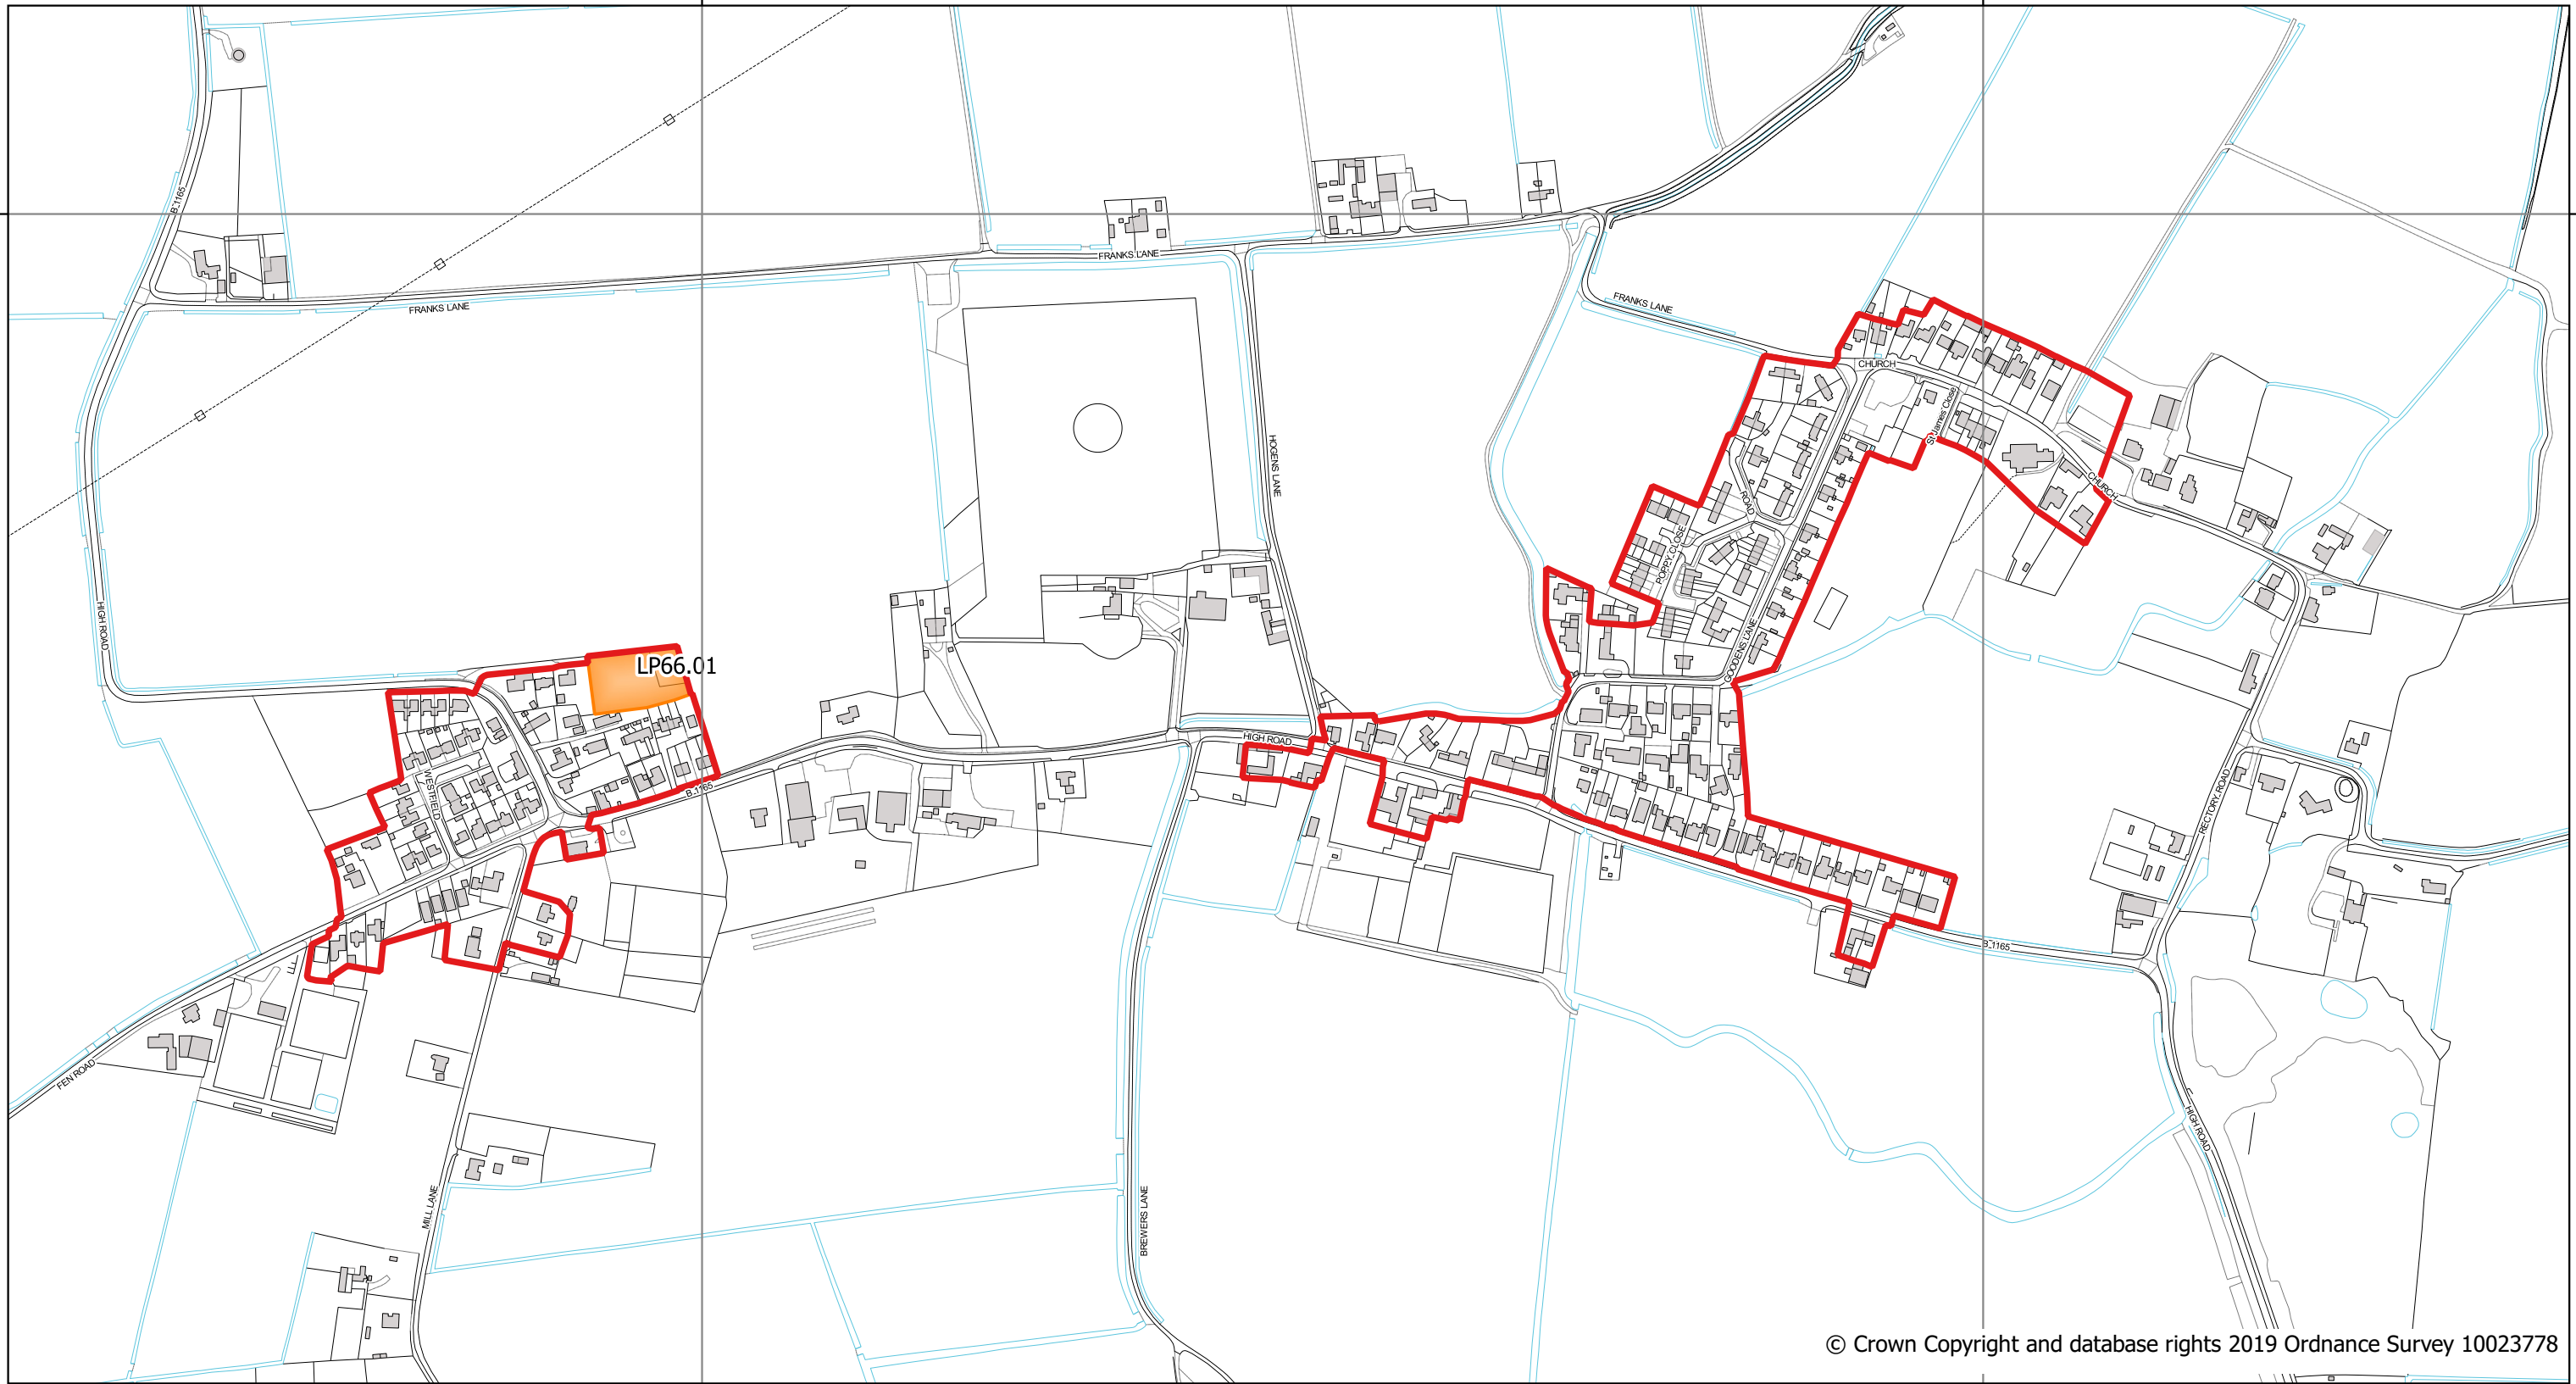 B 1165
FRANKS LANE
FRANKS LANE
FRANKS LANE
CHURCH
St James Close
HOGENS LANE
ROAD
CHURCH
POPPY CLOSE
HIGH ROAD
GOODENS LANE
LP66.01
HIGH ROAD
WESTFIELD
B 1165
RECTORY ROAD
B 1165
FEN ROAD
HIGH ROAD
MILL LANE
BREWERS LANE
© Crown Copyright and database rights 2019 Ordnance Survey 10023778